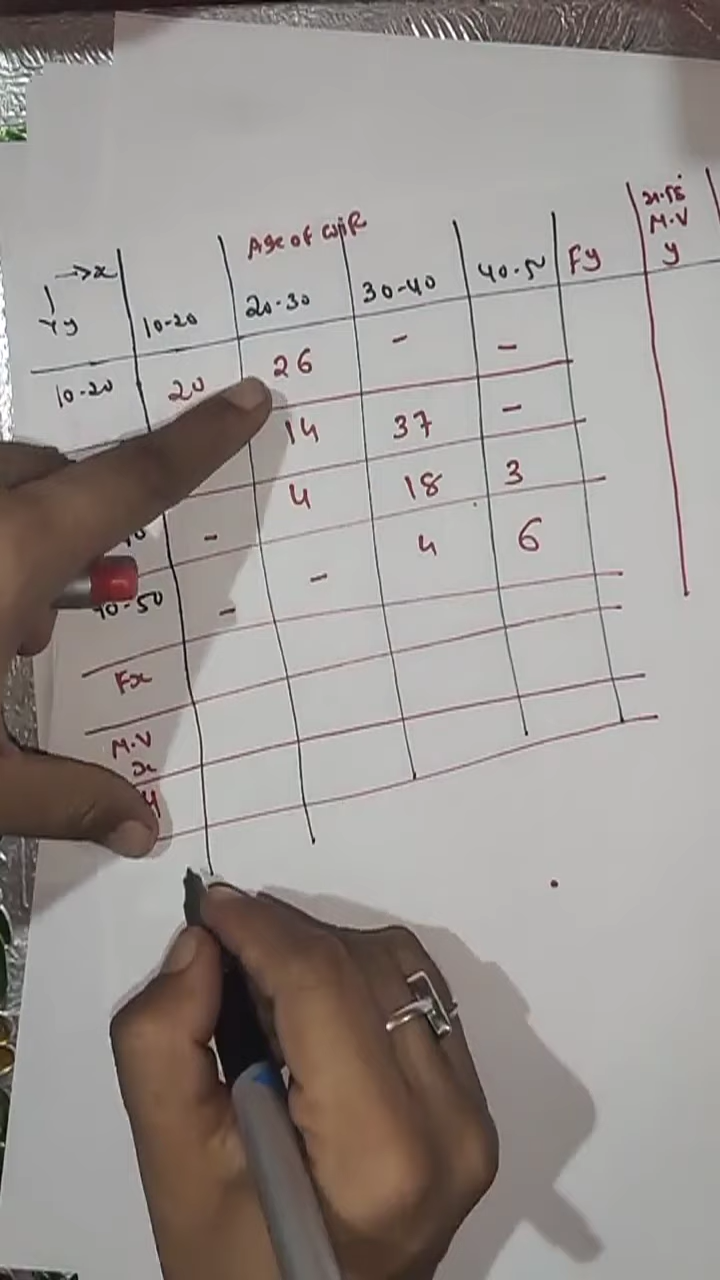 Age of wife
→x 10-20 20-30 30-40 40-50 Fy M.V y
↓y
10-20 20 26 - -
14 37 -
- 4 18 3
40-50 - - 4 6
Fx
M.V
x